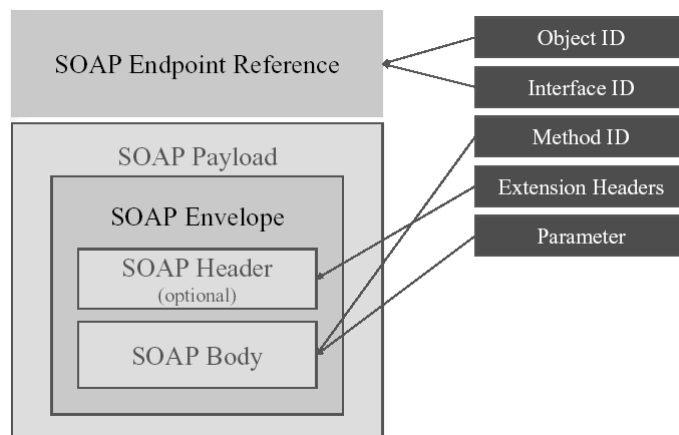 SOAP Endpoint Reference
SOAP Payload
SOAP Envelope
SOAP Header
(optional)
SOAP Body
Object ID
Interface ID
Method ID
Extension Headers
Parameter